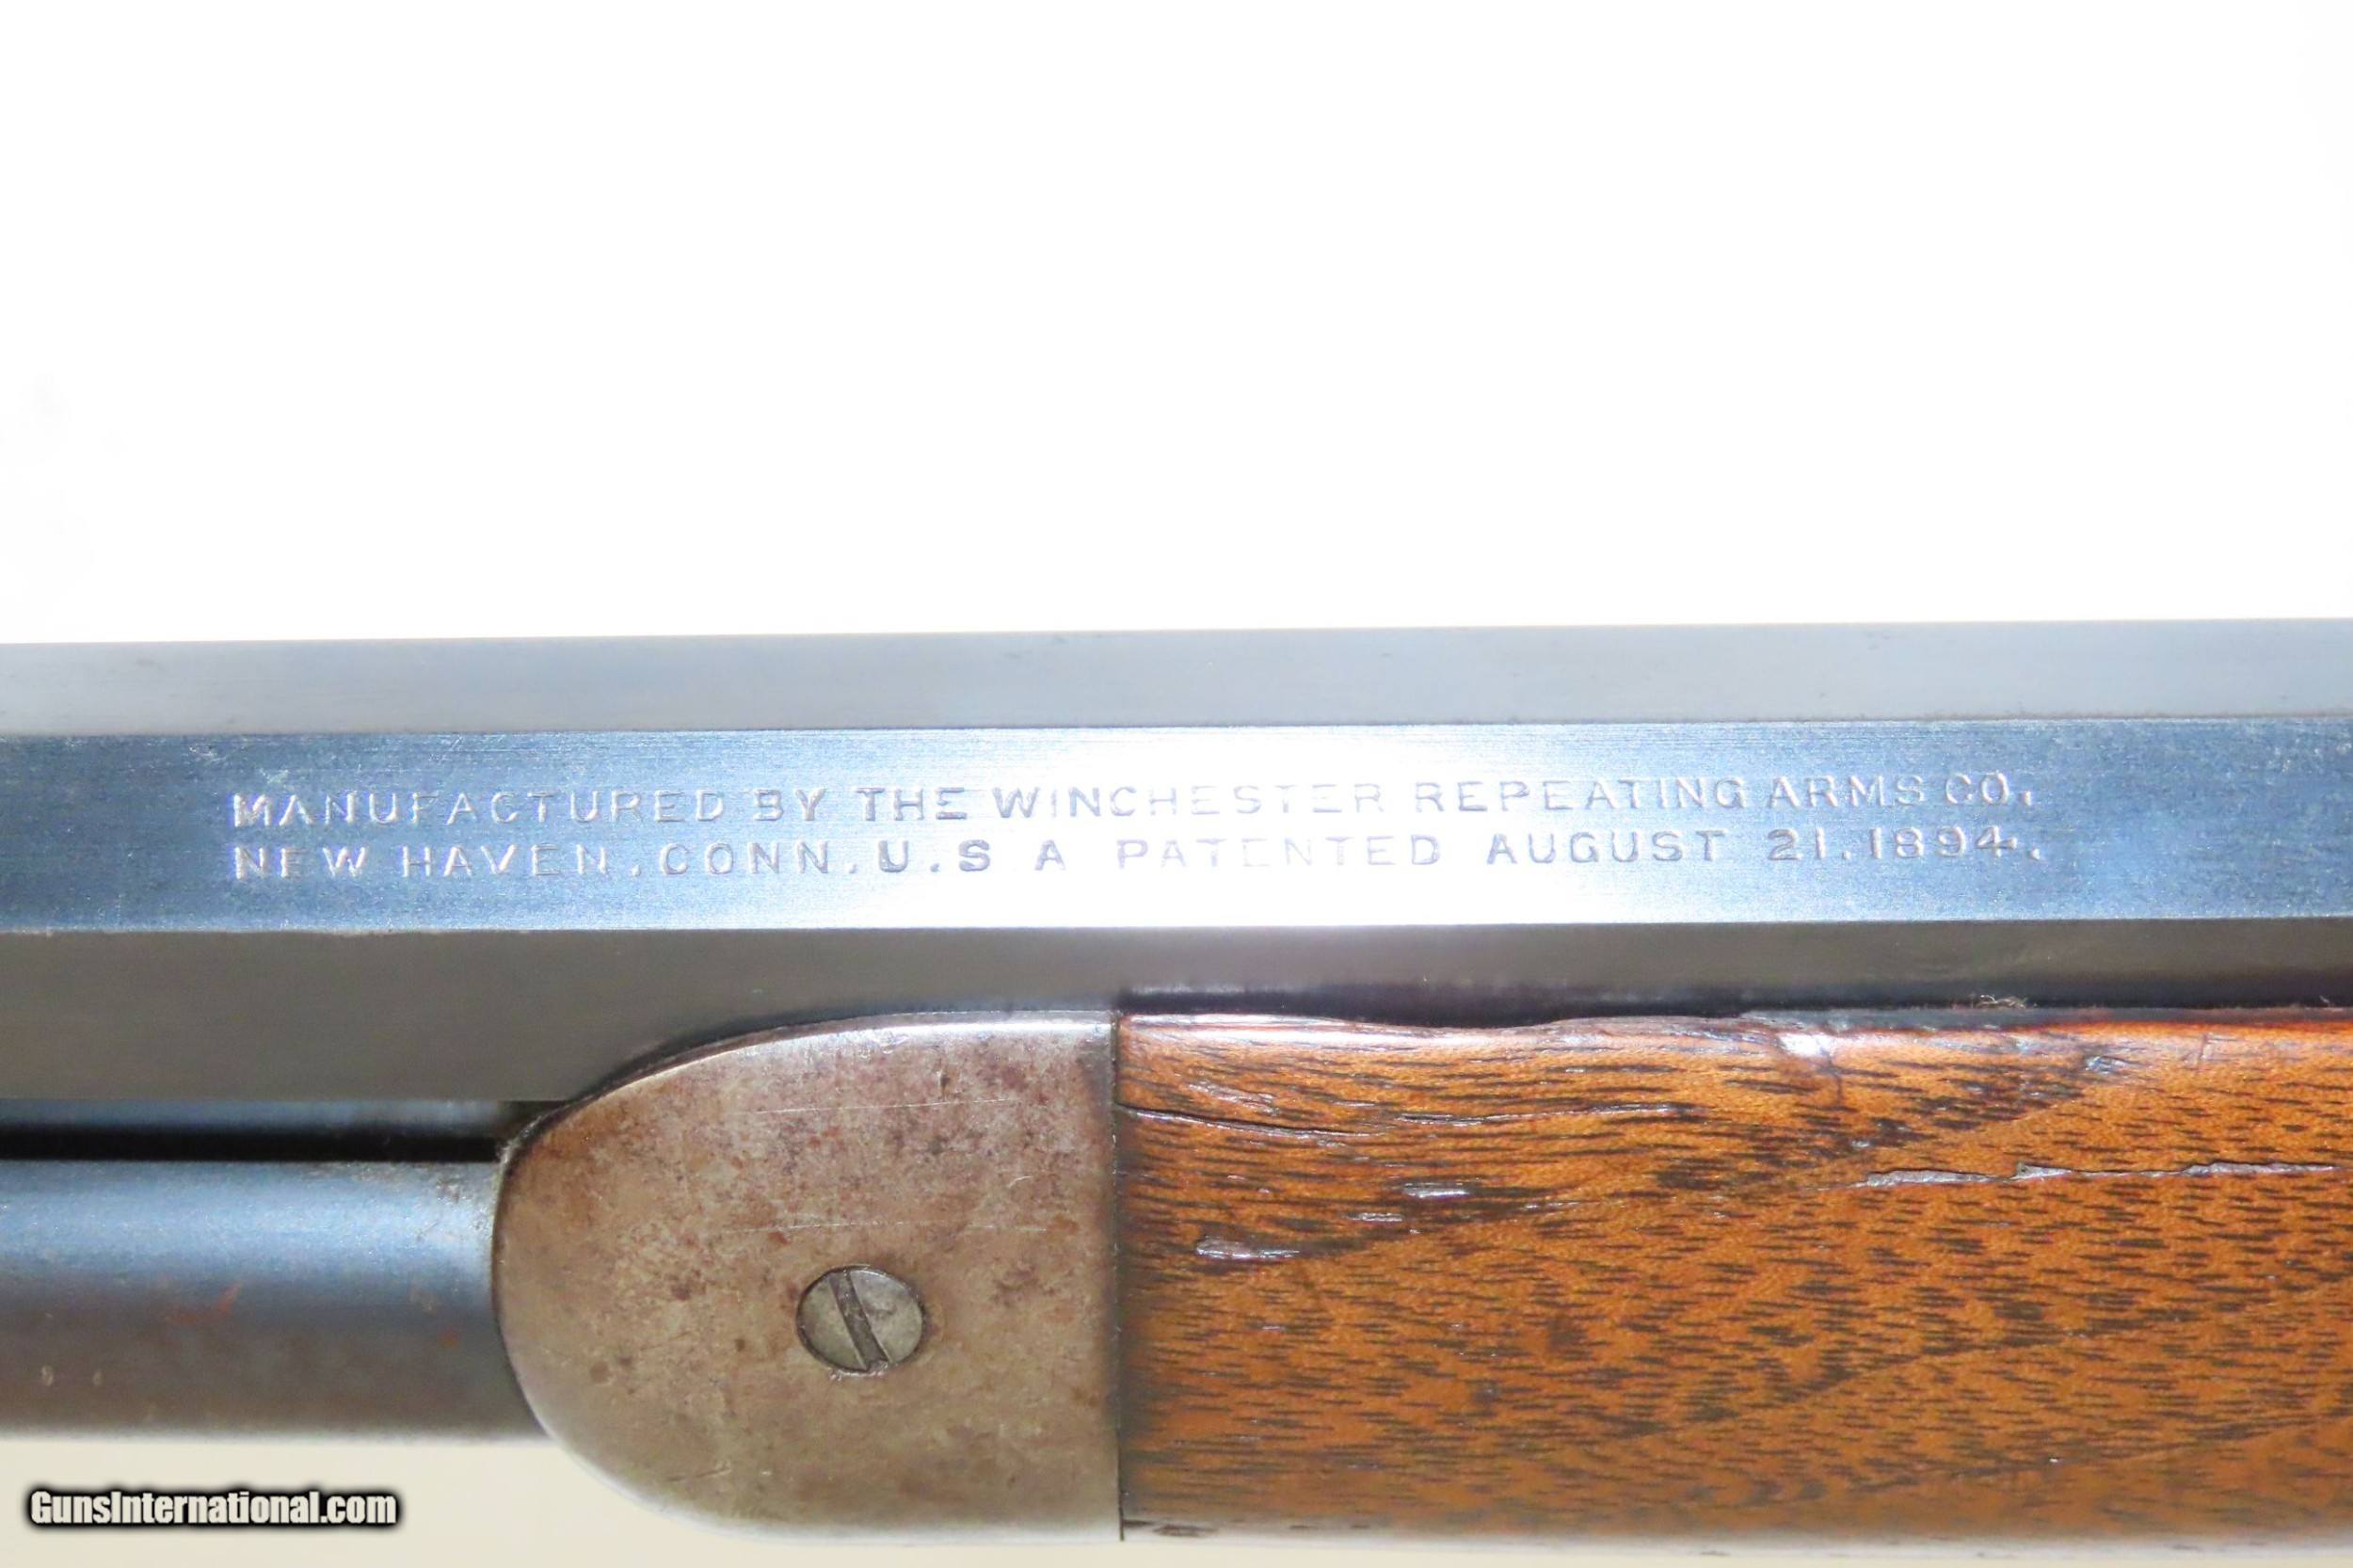 MANUFACTURED BY THE WINCHESTER REPEATING ARMS CO.
NEW HAVEN. CONN. U.S A PATENTED AUGUST 21. 1894.
GunsInternational.com